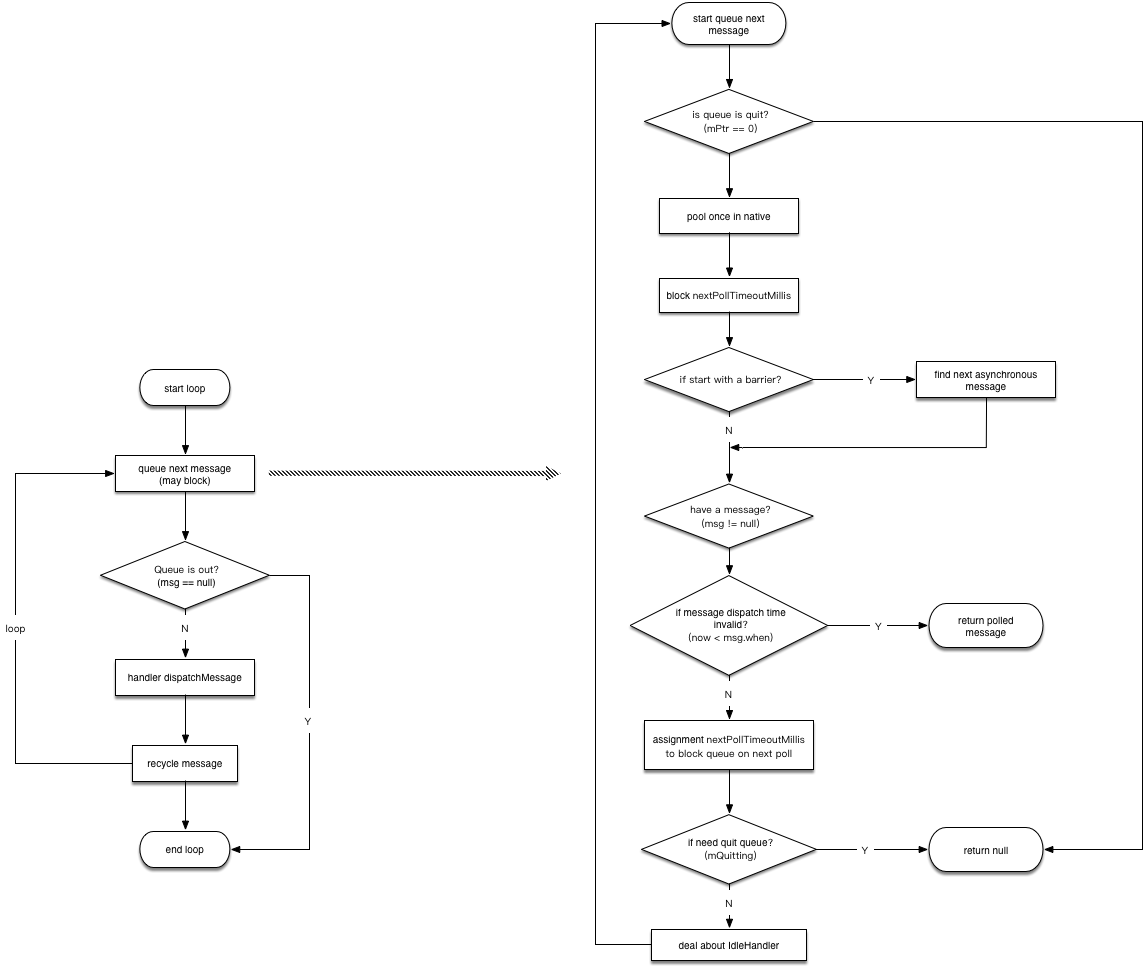 start loop
queue next message
(may block)
Queue is out?
(msg == null)
loop
N
handler dispatchMessage
Y
recycle message
end loop
start queue next
message
is queue is quit?
(mPtr == 0)
pool once in native
block nextPollTimeoutMillis
if start with a barrier?
Y
find next asynchronous
message
N
have a message?
(msg != null)
if message dispatch time
invalid?
(now < msg.when)
Y
return polled
message
N
assignment nextPollTimeoutMillis
to block queue on next poll
if need quit queue?
(mQuitting)
Y
return null
N
deal about IdleHandler